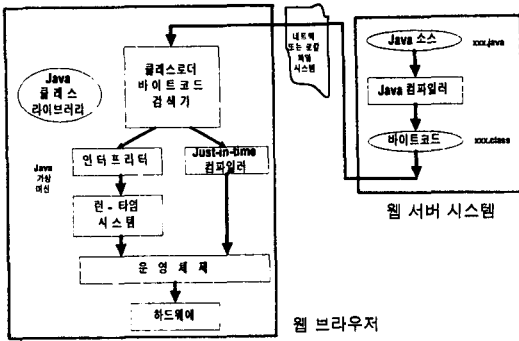 네트웍
또는 로컬
파일
시스템
Java 소스
xxx.java
Java 컴파일러
바이트코드
xxx.class
웹 서버 시스템
클래스로더
바이트코드
검색기
Java
클래스
라이브러리
Java
가상
머신
인터프리터
Just-in-time
컴파일러
런-타임
시스템
운영체제
하드웨어
웹 브라우저